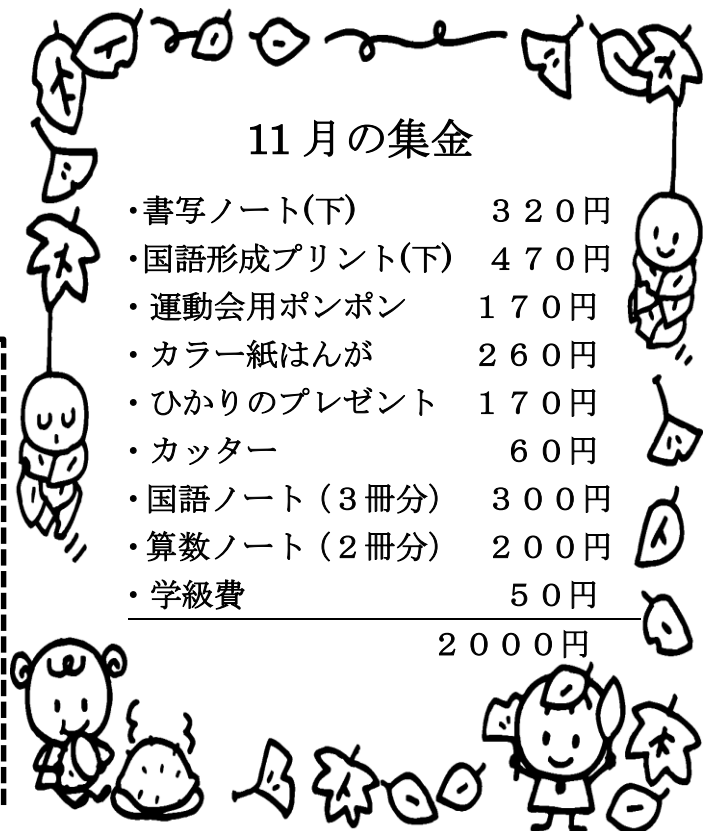 11月の集金
・書写ノート(下) ３２０円
・国語形成プリント(下) ４７０円
・運動会用ポンポン １７０円
・カラー紙はんが ２６０円
・ひかりのプレゼント １７０円
・カッター ６０円
・国語ノート（３冊分） ３００円
・算数ノート（２冊分） ２００円
・学級費 ５０円
２０００円